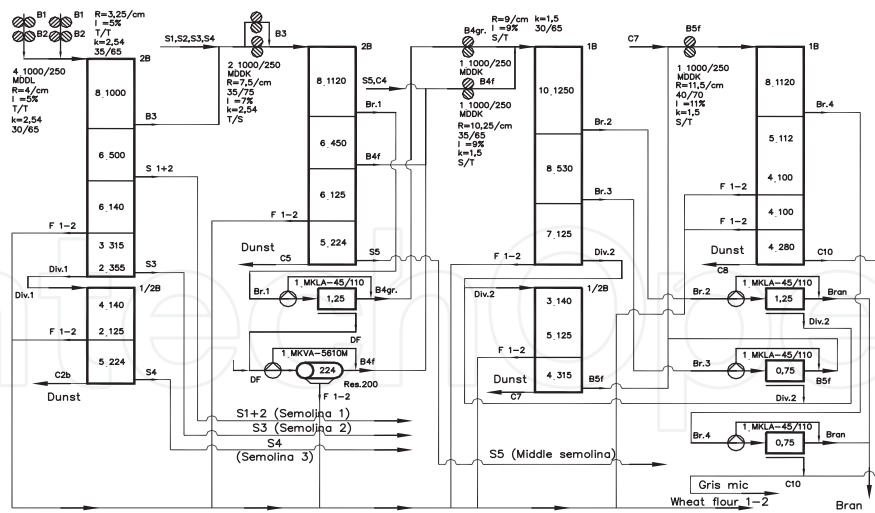 B1
B1
B2
B2
R=3,25/cm
I =5%
T/T
k=2,54
35/65
2B
4 1000/250
MDDL
R=4/cm
I =5%
T/T
k=2,54
30/65
8 1000
B3
6 500
S 1+2
6 140
F 1-2
3 315
2 355
S3
Div.1
Div.1
1/2B
4 140
F 1-2
2 125
5 224
S4
C2b
Dunst
S1,S2,S3,S4
B3
2 1000/250
MDDK
R=7,5/cm
35/75
I =7%
k=2,54
T/S
2B
8 1120
S5,C4
Br.1
6 450
B4f
6 125
F 1-2
5 224
S5
C5
Dunst
Br.1
1 MKLA-45/110
1,25
B4gr.
DF
1 MKVA-5610M
224
B4f
DF
Res.200
F 1-2
S1+2 (Semolina 1)
S3 (Semolina 2)
S4
(Semolina 3)
S5 (Middle semolina)
B4gr.
R=9/cm
I =9%
S/T
k=1,5
30/65
1 1000/250
MDDK
B4f
1 1000/250
MDDK
R=10,25/cm
35/65
I =9%
k=1,5
S/T
1B
10 1250
Br.2
8 530
Br.3
7 125
Div.2
F 1-2
Div.2
1/2B
3 140
5 125
F 1-2
4 315
B5f
Dunst
C7
C7
B5f
1 1000/250
MDDK
R=11,5/cm
40/70
I =11%
k=1,5
S/T
1B
8 1120
Br.4
5 112
4 100
F 1-2
4 100
F 1-2
4 280
C10
Dunst
C8
Br.2
1 MKLA-45/110
1,25
Bran
Div.2
Br.3
1 MKLA-45/110
0,75
B5f
Div.2
Br.4
1 MKLA-45/110
0,75
Bran
C10
Gris mic
Wheat flour 1-2
Bran
intechOpe